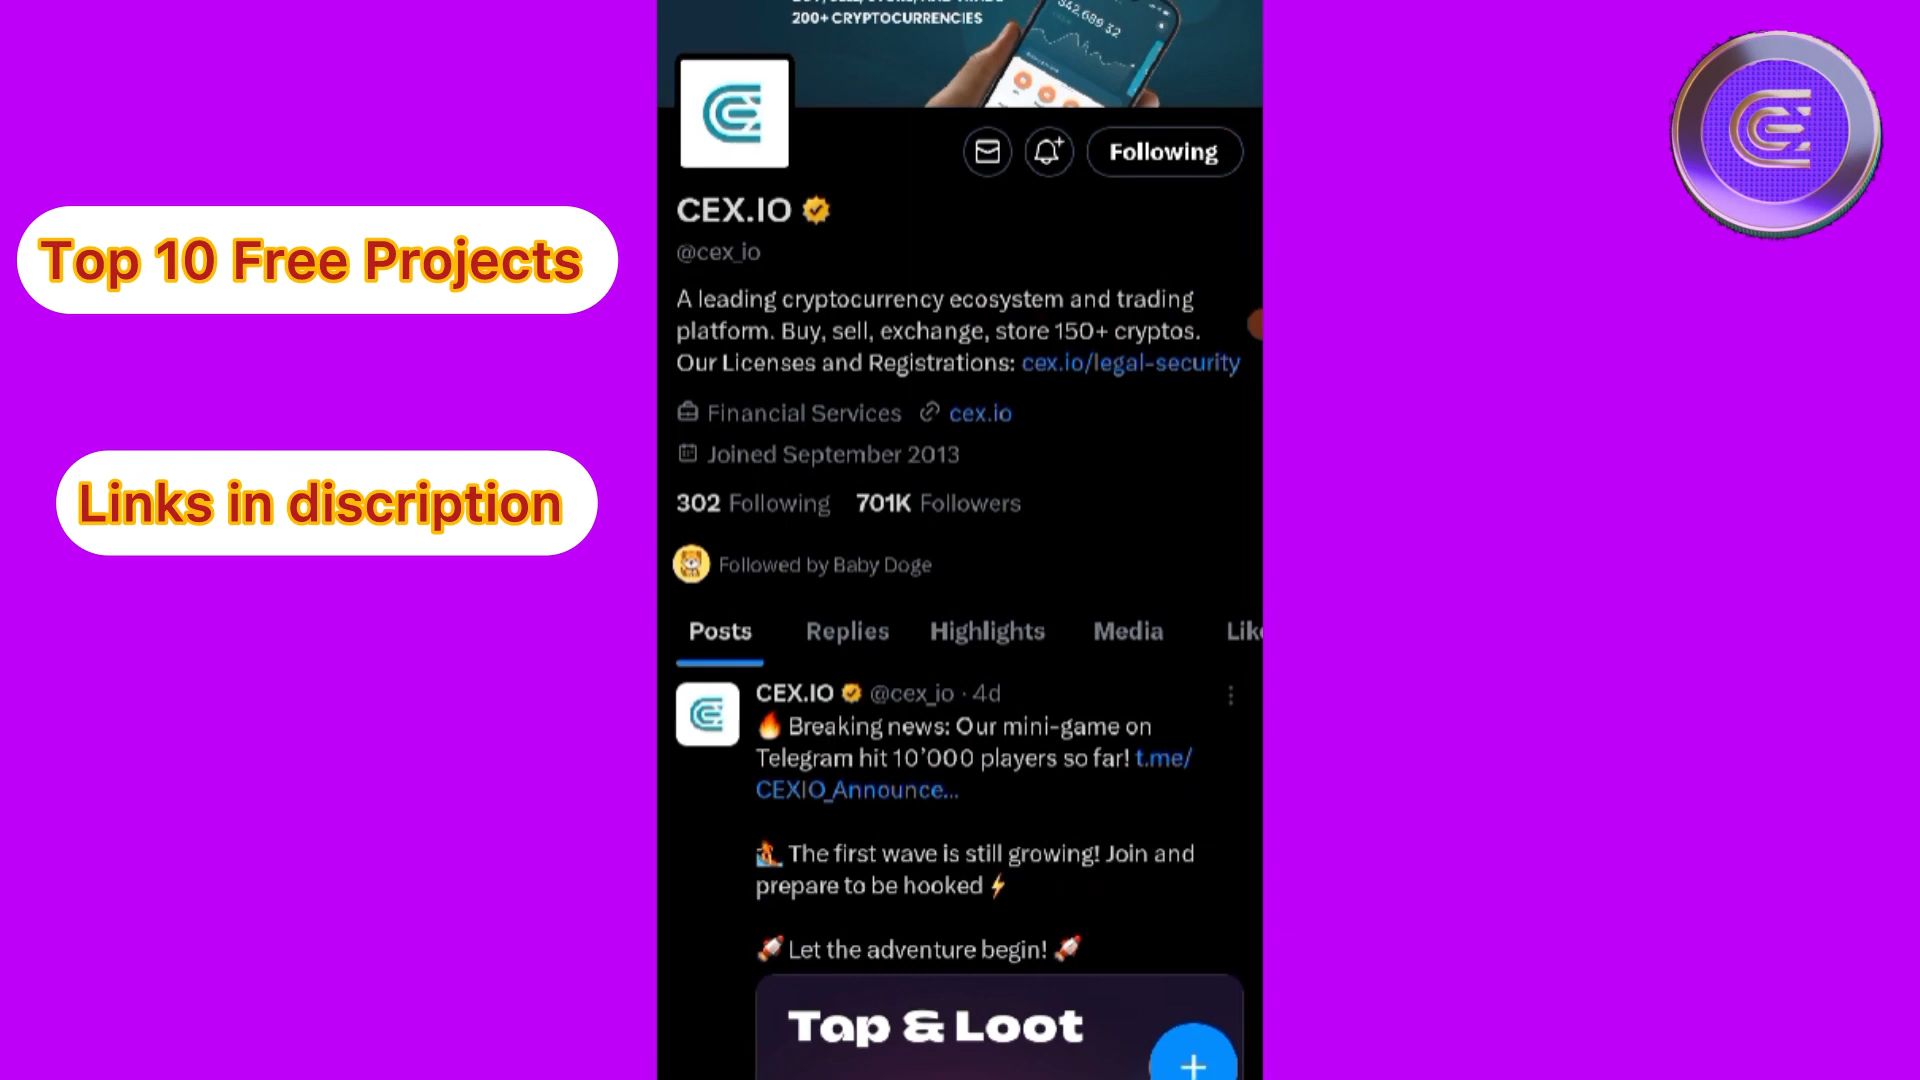 200+ CRYPTOCURRENCIES
$42,689.32
Following
CEX.IO
@cex_io
Top 10 Free Projects
A leading cryptocurrency ecosystem and trading
platform. Buy, sell, exchange, store 150+ cryptos.
Our Licenses and Registrations: cex.io/legal-security
Financial Services cex.io
Joined September 2013
302 Following 701K Followers
Links in discription
Followed by Baby Doge
Posts Replies Highlights Media
CEX.IO @cex_io · 4d
🔥 Breaking news: Our mini-game on
Telegram hit 10’000 players so far! t.me/
CEXIO_Announce...
🏄 The first wave is still growing! Join and
prepare to be hooked ⚡
🚀 Let the adventure begin! 🚀
Tap & Loot